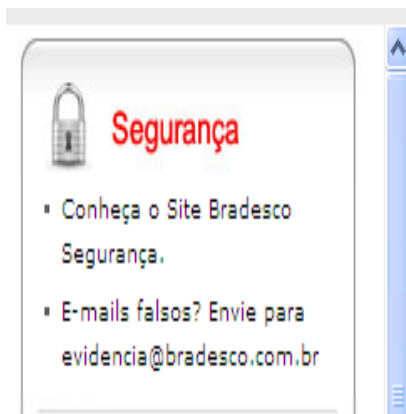 Segurança
Conheça o Site Bradesco
Segurança.
E-mails falsos? Envie para
evidencia@bradesco.com.br